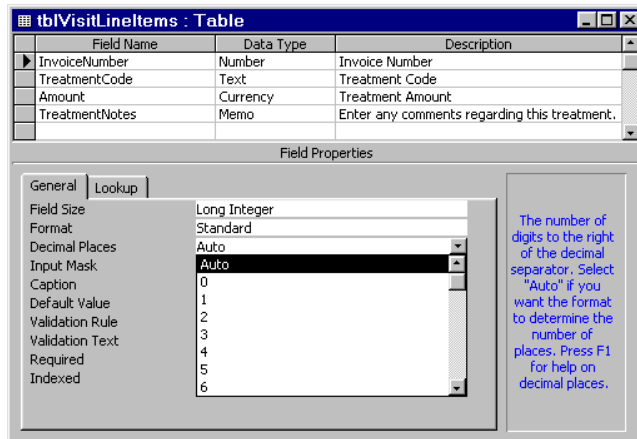 tblVisitLineItems : Table
Field Name Data Type Description
InvoiceNumber Number Invoice Number
TreatmentCode Text Treatment Code
Amount Currency Treatment Amount
TreatmentNotes Memo Enter any comments regarding this treatment.
Field Properties
General Lookup
Field Size Long Integer
Format Standard
Decimal Places Auto
Input Mask Auto
Caption 0
Default Value 1
Validation Rule 2
Validation Text 3
Required 4
Indexed 5
6
The number of
digits to the right
of the decimal
separator. Select
"Auto" if you
want the format
to determine the
number of
places. Press F1
for help on
decimal places.